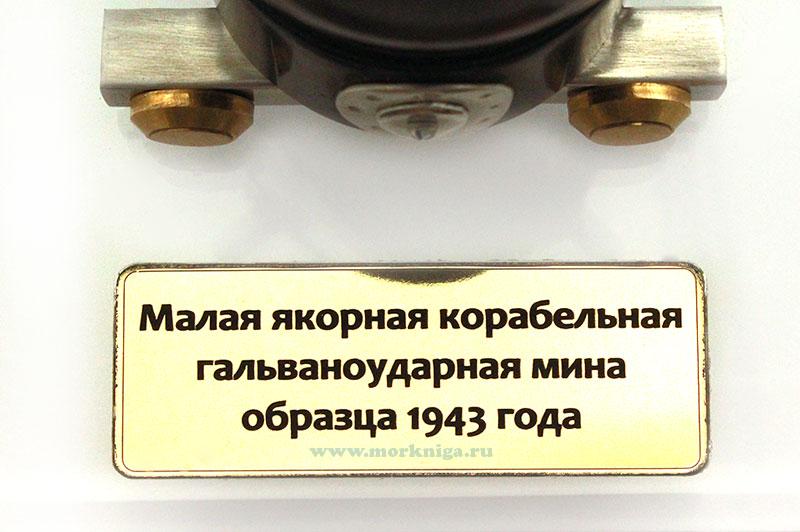 Малая якорная корабельная
гальваноударная мина
образца 1943 года
www.morkniga.ru